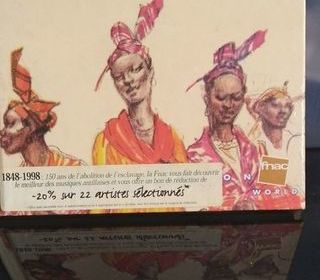 1848-1998 150 ans de l'abolition de l'esclavage, la Fnac vous fait découvrir
le meilleur des musiques antillaises et vous offre un bon de réduction de
-20% sur 22 artistes sélectionnés*
fnac
ON
WORLD